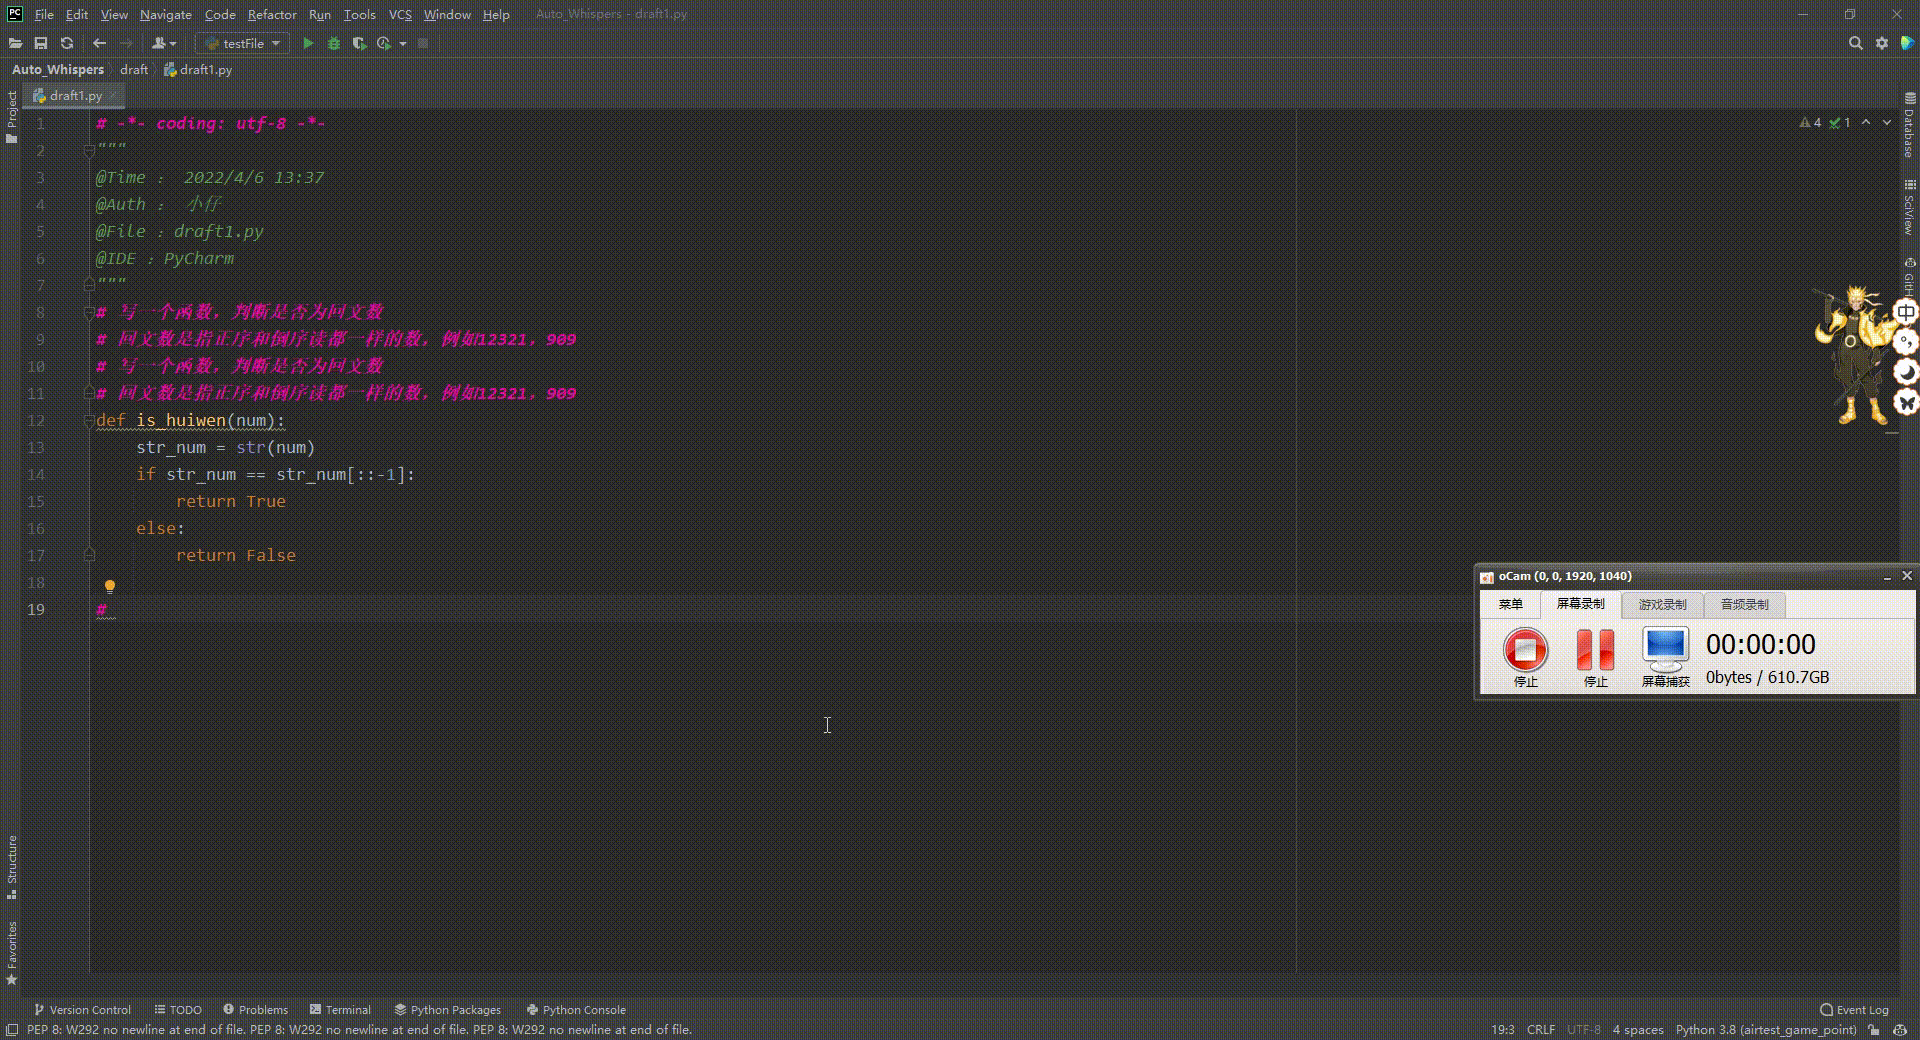 PC File Edit View Navigate Code Refactor Run Tools VCS Window Help Auto_Whispers - draft1.py
testFile
Auto_Whispers draft draft1.py
draft1.py
Project
4 1
Database
SciView
GitH
1 # -*- coding: utf-8 -*-
2 """
3 @Time : 2022/4/6 13:37
4 @Auth : 小仔
5 @File :draft1.py
6 @IDE :PyCharm
7 """
8 # 写一个函数，判断是否为回文数
9 # 回文数是指正序和倒序读都一样的数，例如12321，909
10 # 写一个函数，判断是否为回文数
11 # 回文数是指正序和倒序读都一样的数，例如12321，909
12 def is_huiwen(num):
13 str_num = str(num)
14 if str_num == str_num[::-1]:
15 return True
16 else:
17 return False
18
19 #
中
oCam (0, 0, 1920, 1040)
菜单 屏幕录制 游戏录制 音频录制
00:00:00
0bytes / 610.7GB
停止 停止 屏幕捕获
Structure
Favorites
Version Control TODO Problems Terminal Python Packages Python Console Event Log
PEP 8: W292 no newline at end of file. PEP 8: W292 no newline at end of file. PEP 8: W292 no newline at end of file. 19:3 CRLF UTF-8 4 spaces Python 3.8 (airtest_game_point)